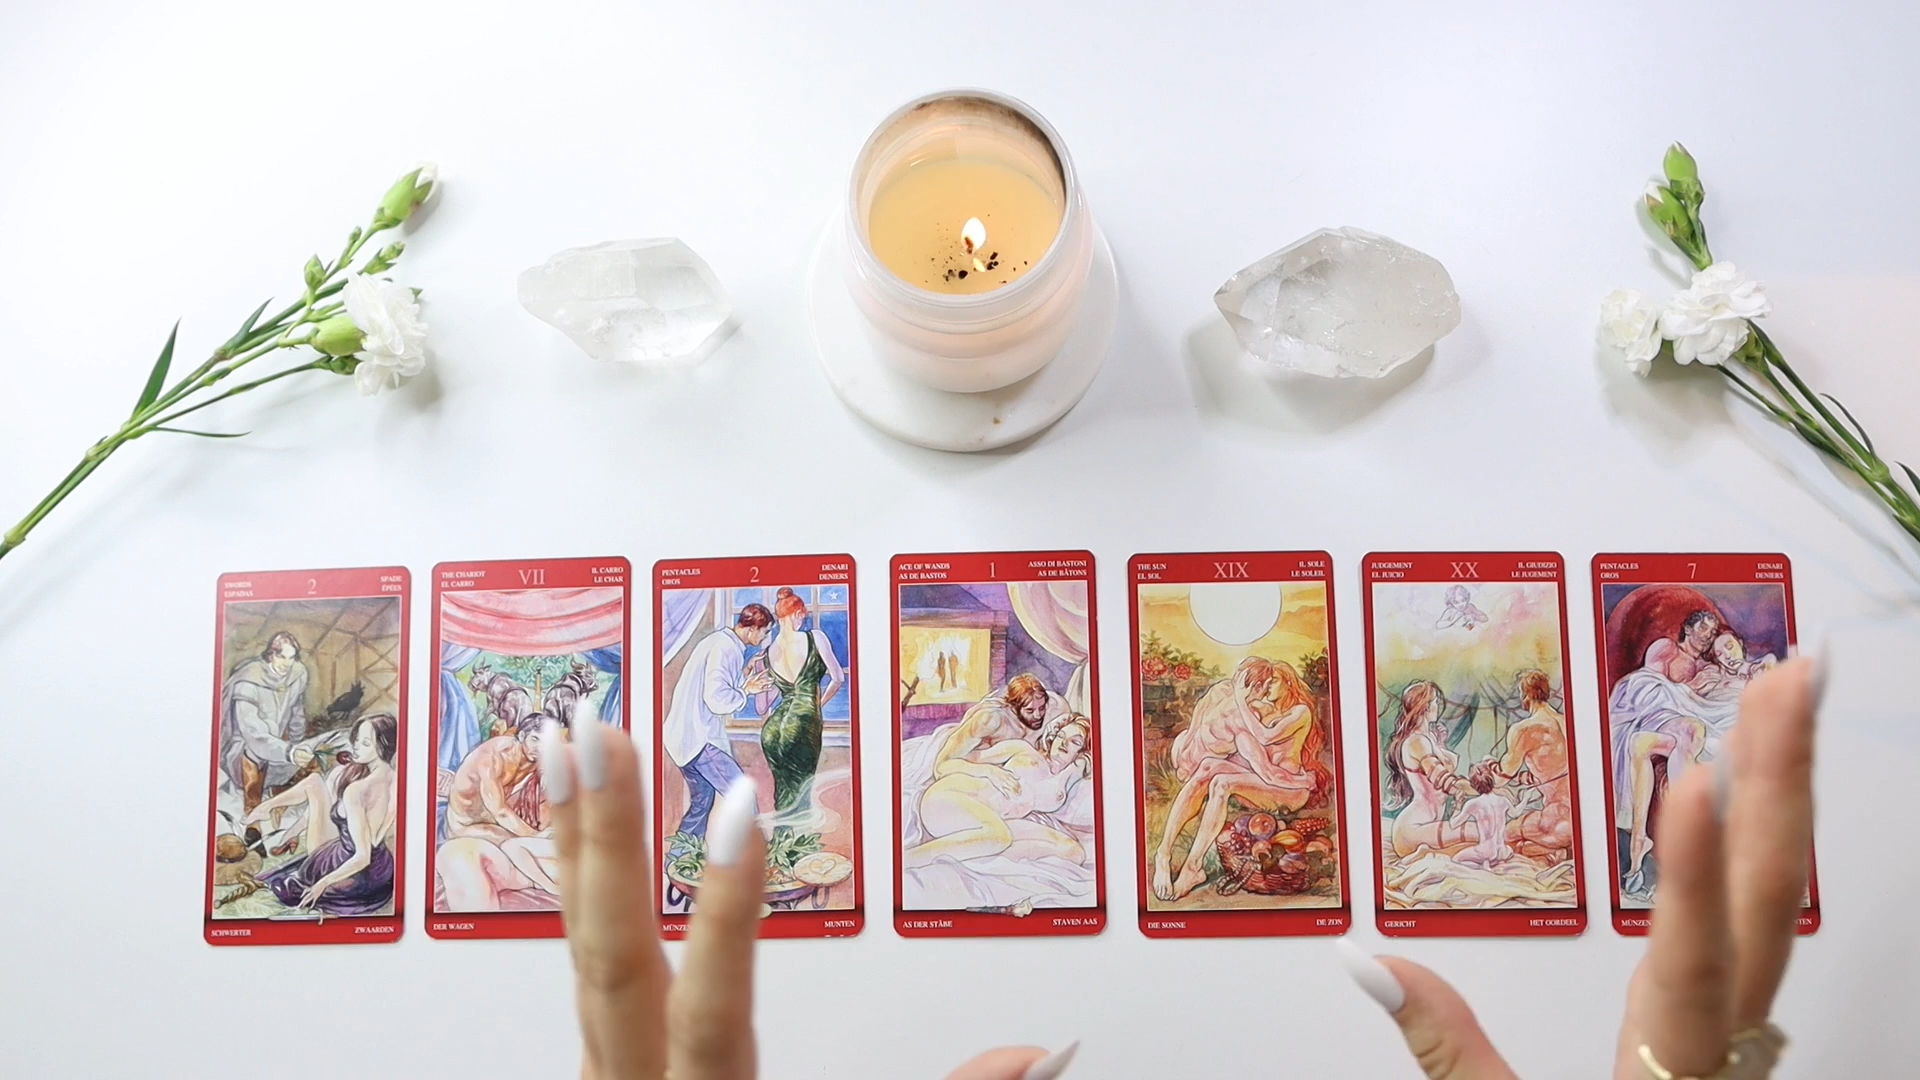 SWORDS
ESPADAS
2
SPADE
ÉPÉES
SCHWERTER
ZWAARDEN
THE CHARIOT
EL CARRO
VII
IL CARRO
LE CHAR
DER WAGEN
PENTACLES
OROS
2
DENARI
DENIERS
MUNTEN
ACE OF WANDS
AS DE BASTOS
1
ASSO DI BASTONI
AS DE BÂTONS
AS DER STÄBE
STAVEN AAS
THE SUN
EL SOL
XIX
IL SOLE
LE SOLEIL
DIE SONNE
DE ZON
JUDGEMENT
EL JUICIO
XX
IL GIUDIZIO
LE JUGEMENT
GERICHT
HET OORDEEL
PENTACLES
OROS
7
DENARI
DENIERS